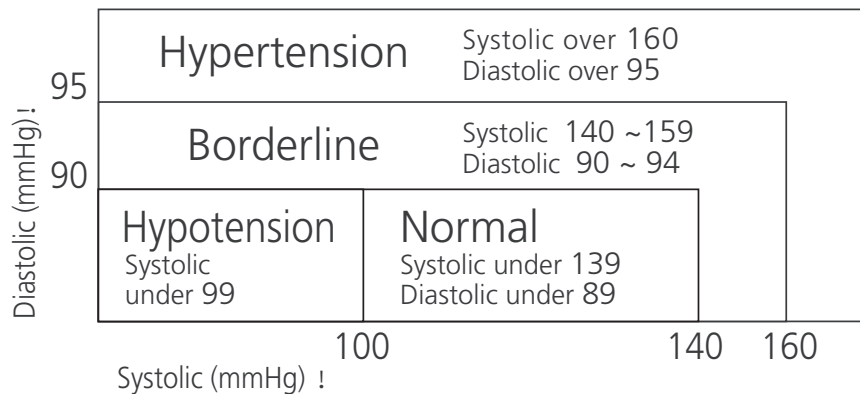 Hypertension
Systolic over 160
Diastolic over 95
95
Borderline
Systolic 140 ~159
Diastolic 90 ~ 94
90
Hypotension
Systolic
under 99
Normal
Systolic under 139
Diastolic under 89
Diastolic (mmHg) !
100
140
160
Systolic (mmHg) !